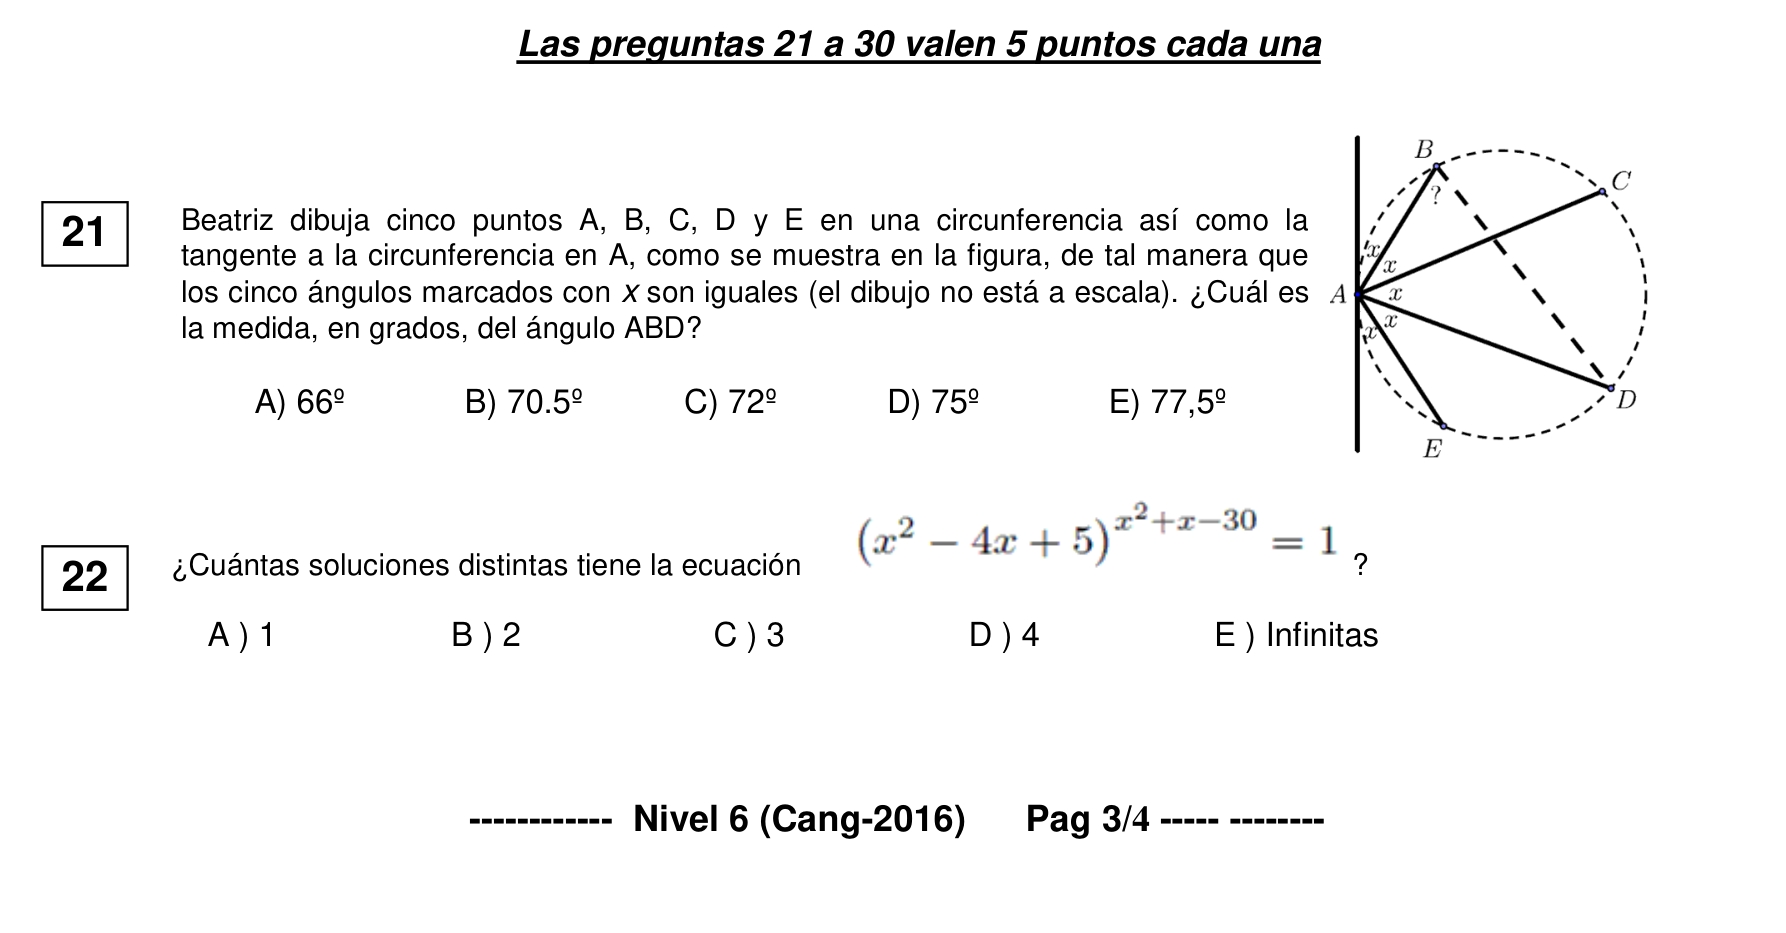 Las preguntas 21 a 30 valen 5 puntos cada una
21
Beatriz dibuja cinco puntos A, B, C, D y E en una circunferencia así como la
tangente a la circunferencia en A, como se muestra en la figura, de tal manera que
los cinco ángulos marcados con x son iguales (el dibujo no está a escala). ¿Cuál es
la medida, en grados, del ángulo ABD?
A) 66º B) 70.5º C) 72º D) 75º E) 77,5º
B
C
?
x
x
A x
x
x
D
E
22
¿Cuántas soluciones distintas tiene la ecuación (x² − 4x + 5)^(x²+x−30) = 1 ?
A ) 1 B ) 2 C ) 3 D ) 4 E ) Infinitas
------------ Nivel 6 (Cang-2016) Pag 3/4 ----- --------